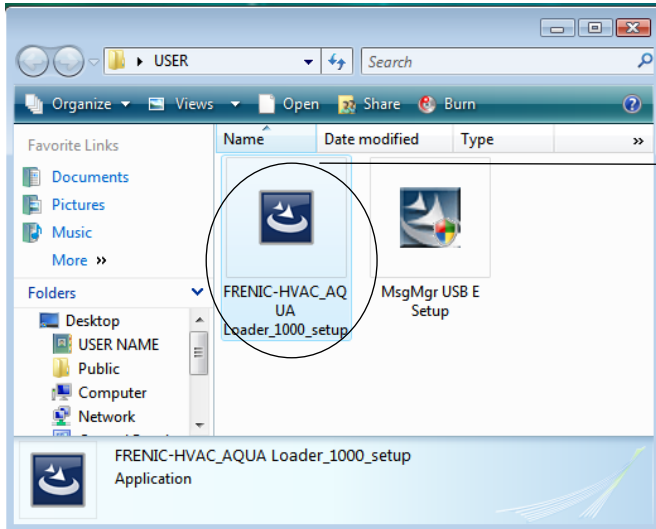 USER
Search
Organize Views Open Share Burn
Favorite Links
Documents
Pictures
Music
More »
Folders
Desktop
USER NAME
Public
Computer
Network
Name Date modified Type »
FRENIC-HVAC_AQ
UA
Loader_1000_setup
MsgMgr USB E
Setup
FRENIC-HVAC_AQUA Loader_1000_setup
Application